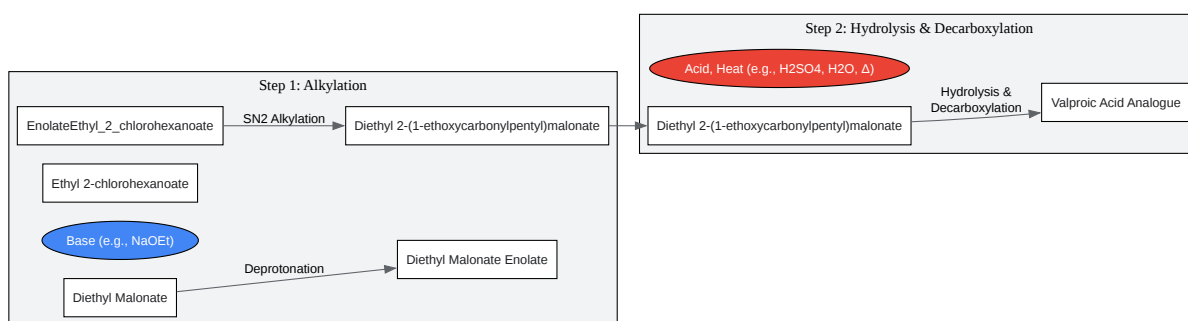 Step 1: Alkylation
EnolateEthyl_2_chlorohexanoate
SN2 Alkylation
Diethyl 2-(1-ethoxycarbonylpentyl)malonate
Ethyl 2-chlorohexanoate
Base (e.g., NaOEt)
Diethyl Malonate
Deprotonation
Diethyl Malonate Enolate
Step 2: Hydrolysis & Decarboxylation
Acid, Heat (e.g., H2SO4, H2O, Δ)
Diethyl 2-(1-ethoxycarbonylpentyl)malonate
Hydrolysis &
Decarboxylation
Valproic Acid Analogue